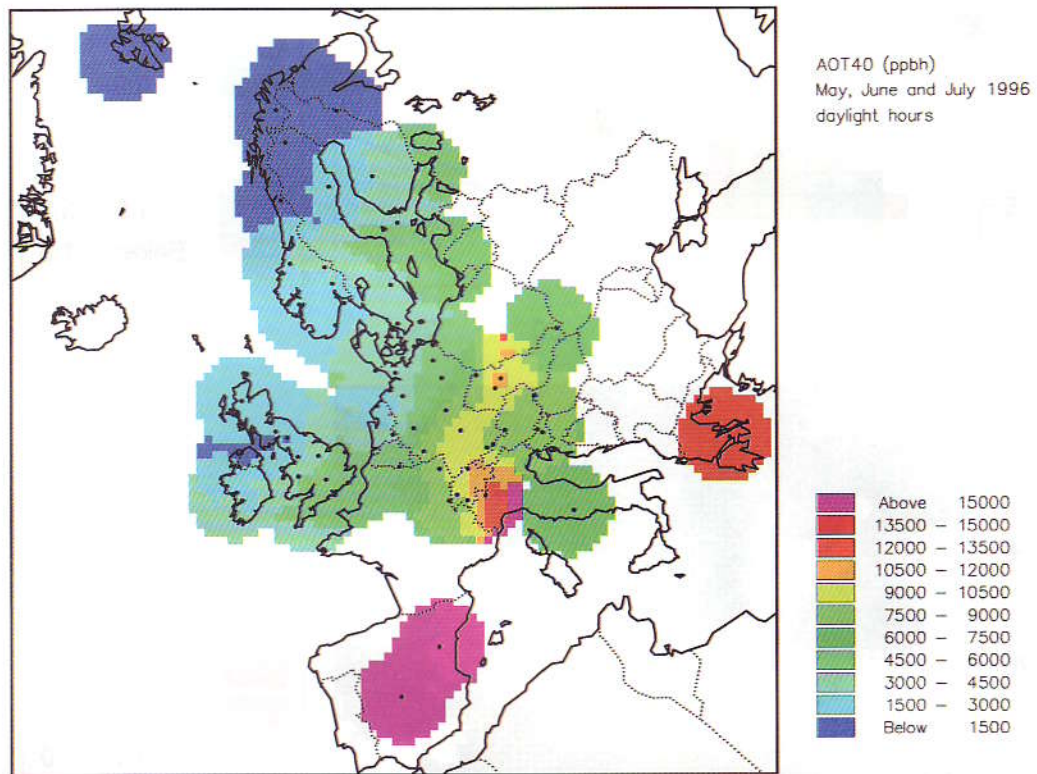 AOT40 (ppbh)
May, June and July 1996
daylight hours
Above 15000
13500 – 15000
12000 – 13500
10500 – 12000
9000 – 10500
7500 – 9000
6000 – 7500
4500 – 6000
3000 – 4500
1500 – 3000
Below 1500